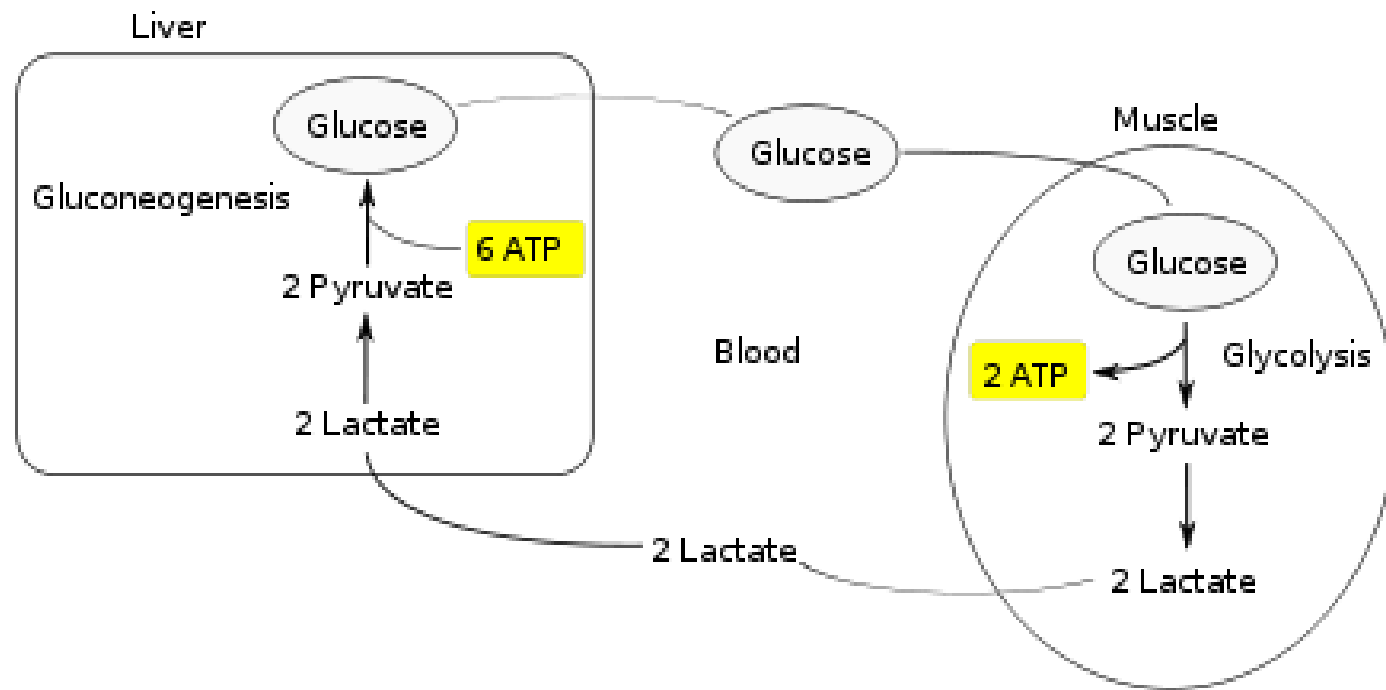 Liver
Glucose
Gluconeogenesis
6 ATP
2 Pyruvate
2 Lactate
Glucose
Blood
2 Lactate
Muscle
Glucose
2 ATP
Glycolysis
2 Pyruvate
2 Lactate